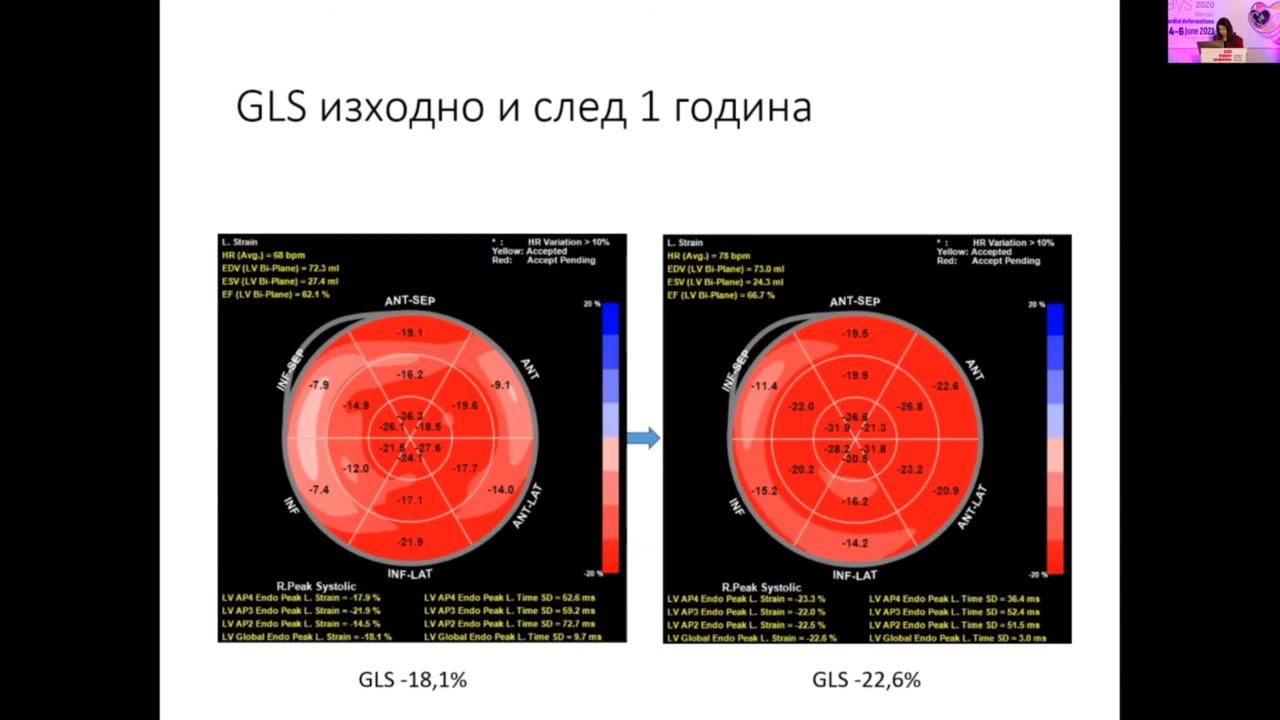 GLS изходно и след 1 година
L. Strain
HR (Avg.) = 68 bpm
EDV (LV Bi-Plane) = 72.3 ml
ESV (LV Bi-Plane) = 27.4 ml
EF (LV Bi-Plane) = 62.1 %
* : HR Variation > 10%
Yellow: Accepted
Red: Accept Pending
20 %
ANT-SEP
INF-SEP
ANT
INF
ANT-LAT
INF-LAT
-19.1
-16.2
-7.9
-9.1
-14.9
-19.6
-36.3
-26.1
-18.5
-21.5
-27.6
-24.1
-12.0
-17.7
-7.4
-14.0
-17.1
-21.9
-20 %
R.Peak Systolic
LV AP4 Endo Peak L. Strain = -17.9 %
LV AP4 Endo Peak L. Time SD = 52.6 ms
LV AP3 Endo Peak L. Strain = -21.9 %
LV AP3 Endo Peak L. Time SD = 59.2 ms
LV AP2 Endo Peak L. Strain = -14.5 %
LV AP2 Endo Peak L. Time SD = 72.7 ms
LV Global Endo Peak L. Strain = -18.1 %
LV Global Endo Peak L. Time SD = 9.7 ms
GLS -18,1%
L. Strain
HR (Avg.) = 78 bpm
EDV (LV Bi-Plane) = 73.0 ml
ESV (LV Bi-Plane) = 24.3 ml
EF (LV Bi-Plane) = 66.7 %
* : HR Variation > 10%
Yellow: Accepted
Red: Accept Pending
20 %
ANT-SEP
INF-SEP
ANT
INF
ANT-LAT
INF-LAT
-19.5
-19.9
-11.4
-22.6
-22.0
-26.8
-36.6
-31.9
-21.3
-28.2
-31.8
-30.5
-20.2
-23.2
-15.2
-20.9
-16.2
-14.2
-20 %
R.Peak Systolic
LV AP4 Endo Peak L. Strain = -23.3 %
LV AP4 Endo Peak L. Time SD = 36.4 ms
LV AP3 Endo Peak L. Strain = -22.0 %
LV AP3 Endo Peak L. Time SD = 52.4 ms
LV AP2 Endo Peak L. Strain = -22.5 %
LV AP2 Endo Peak L. Time SD = 51.5 ms
LV Global Endo Peak L. Strain = -22.6 %
LV Global Endo Peak L. Time SD = 3.0 ms
GLS -22,6%
2020
4-6 June 2021